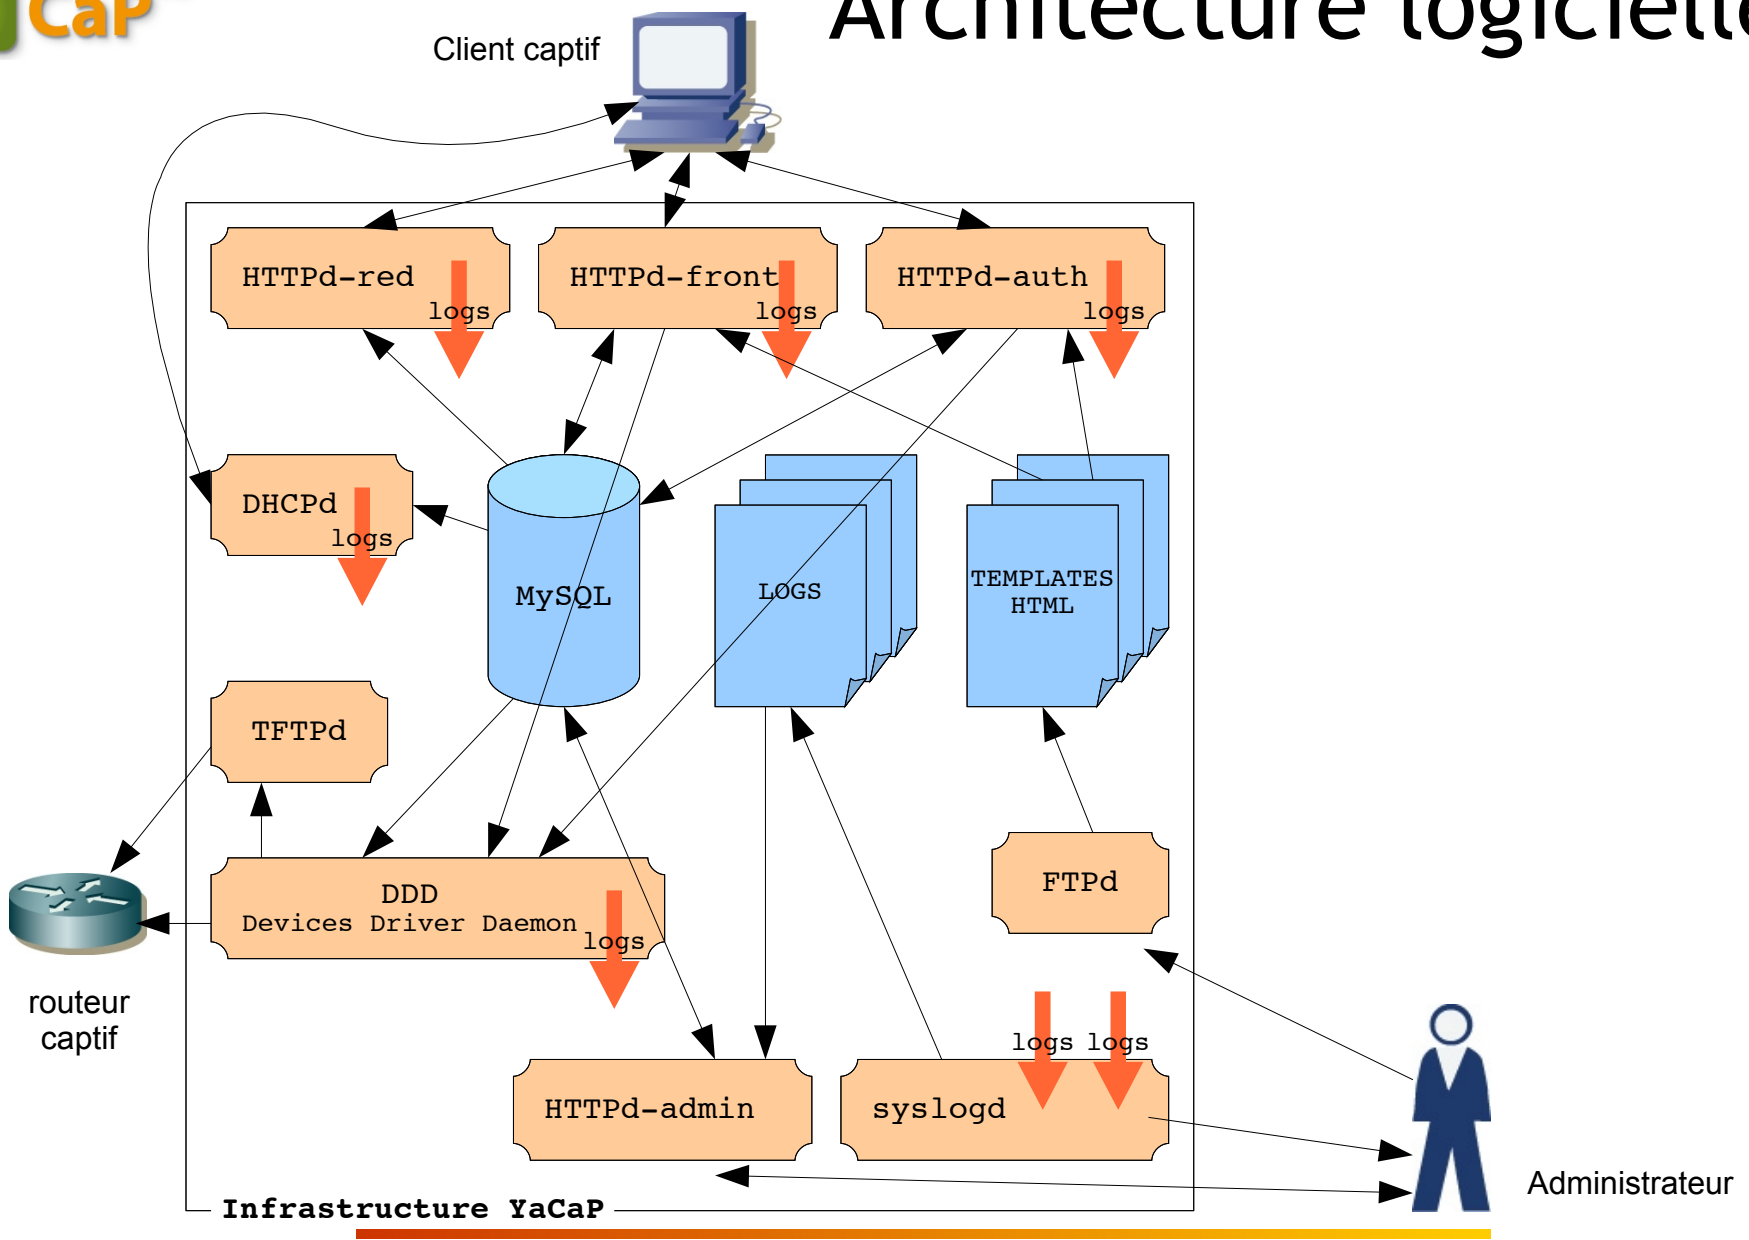 CaP
Architecture logicielle
Client captif
HTTPd-red
logs
HTTPd-front
logs
HTTPd-auth
logs
DHCPd
logs
MySQL
LOGS
TEMPLATES
HTML
TFTPd
DDD
Devices Driver Daemon
logs
FTPd
routeur
captif
logs logs
HTTPd-admin
syslogd
Administrateur
Infrastructure YaCaP